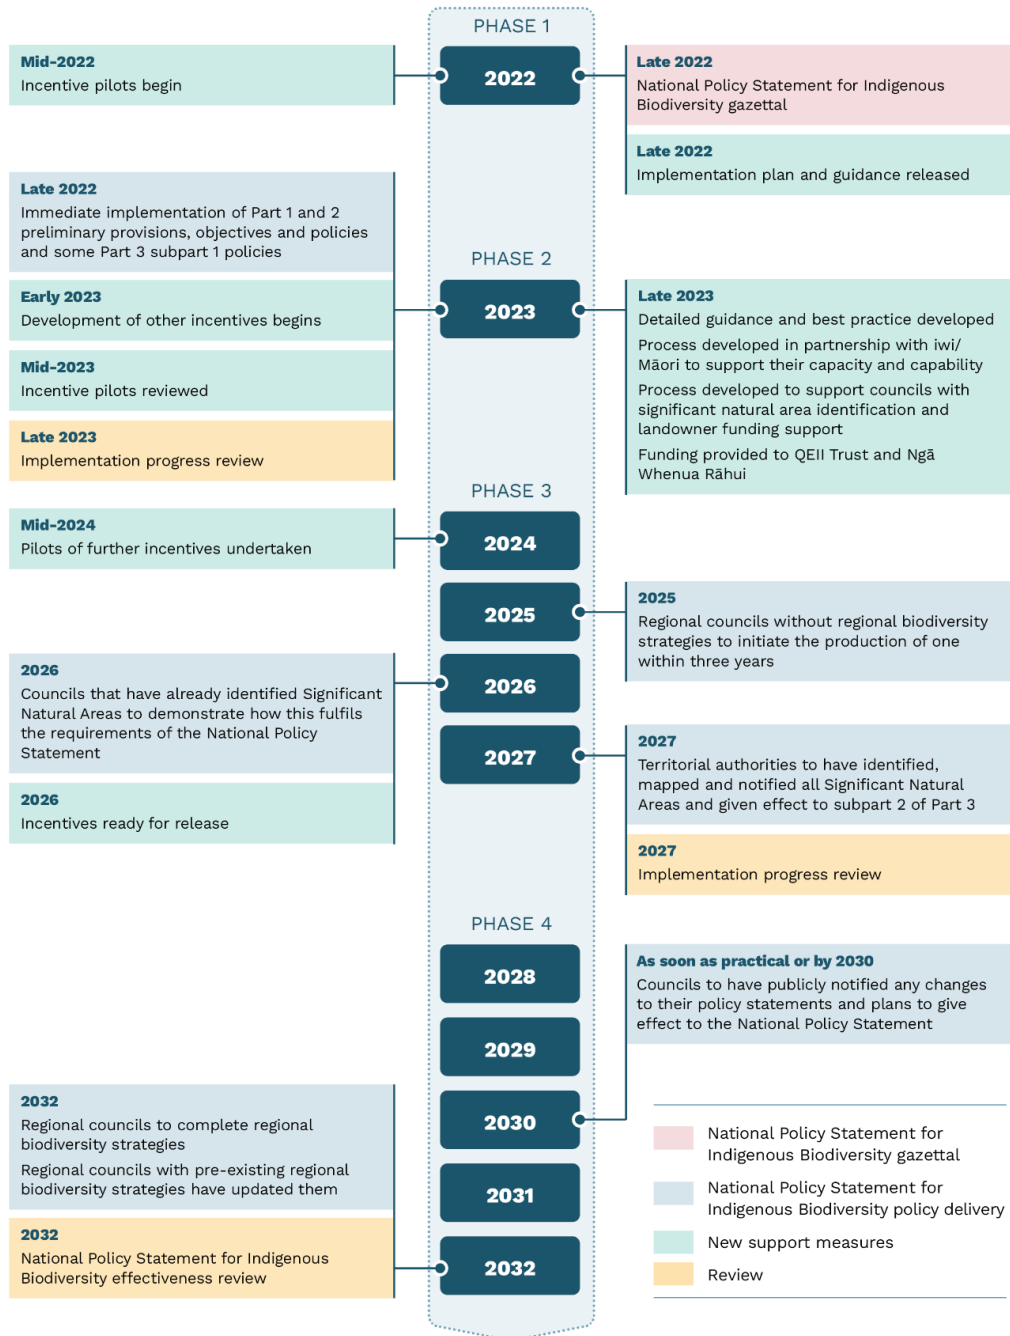 PHASE 1
Mid-2022
Incentive pilots begin
2022
Late 2022
National Policy Statement for Indigenous
Biodiversity gazettal
Late 2022
Implementation plan and guidance released
Late 2022
Immediate implementation of Part 1 and 2
preliminary provisions, objectives and policies
and some Part 3 subpart 1 policies
PHASE 2
Early 2023
Development of other incentives begins
Mid-2023
Incentive pilots reviewed
Late 2023
Implementation progress review
2023
Late 2023
Detailed guidance and best practice developed
Process developed in partnership with iwi/
Māori to support their capacity and capability
Process developed to support councils with
significant natural area identification and
landowner funding support
Funding provided to QEII Trust and Ngā
Whenua Rāhui
PHASE 3
Mid-2024
Pilots of further incentives undertaken
2024
2025
2025
Regional councils without regional biodiversity
strategies to initiate the production of one
within three years
2026
Councils that have already identified Significant
Natural Areas to demonstrate how this fulfils
the requirements of the National Policy
Statement
2026
Incentives ready for release
2026
2027
2027
Territorial authorities to have identified,
mapped and notified all Significant Natural
Areas and given effect to subpart 2 of Part 3
2027
Implementation progress review
PHASE 4
2028
2029
2030
As soon as practical or by 2030
Councils to have publicly notified any changes
to their policy statements and plans to give
effect to the National Policy Statement
2032
Regional councils to complete regional
biodiversity strategies
Regional councils with pre-existing regional
biodiversity strategies have updated them
2032
National Policy Statement for Indigenous
Biodiversity effectiveness review
2031
2032
National Policy Statement for
Indigenous Biodiversity gazettal
National Policy Statement for
Indigenous Biodiversity policy delivery
New support measures
Review